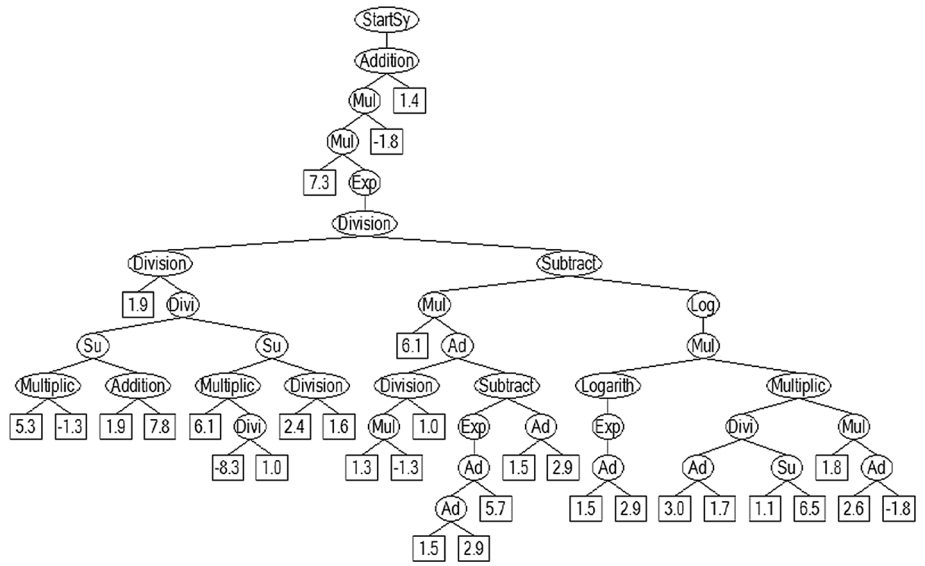 StartSy
Addition
Mul 1.4
Mul -1.8
7.3 Exp
Division
Division Subtract
1.9 Divi Mul Log
Su Su 6.1 Ad Mul
Multiplic Addition Multiplic Division Division Subtract Logarith Multiplic
5.3 -1.3 1.9 7.8 6.1 Divi 2.4 1.6 Mul 1.0 Exp Ad Exp Divi Mul
-8.3 1.0 1.3 -1.3 Ad 1.5 2.9 Ad Ad Su 1.8 Ad
Ad 5.7 1.5 2.9 3.0 1.7 1.1 6.5 2.6 -1.8
1.5 2.9